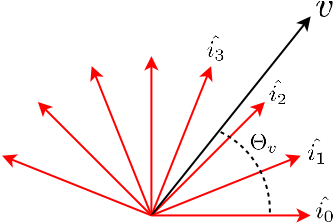 v
î₃
î₂
Θᵥ
î₁
î₀